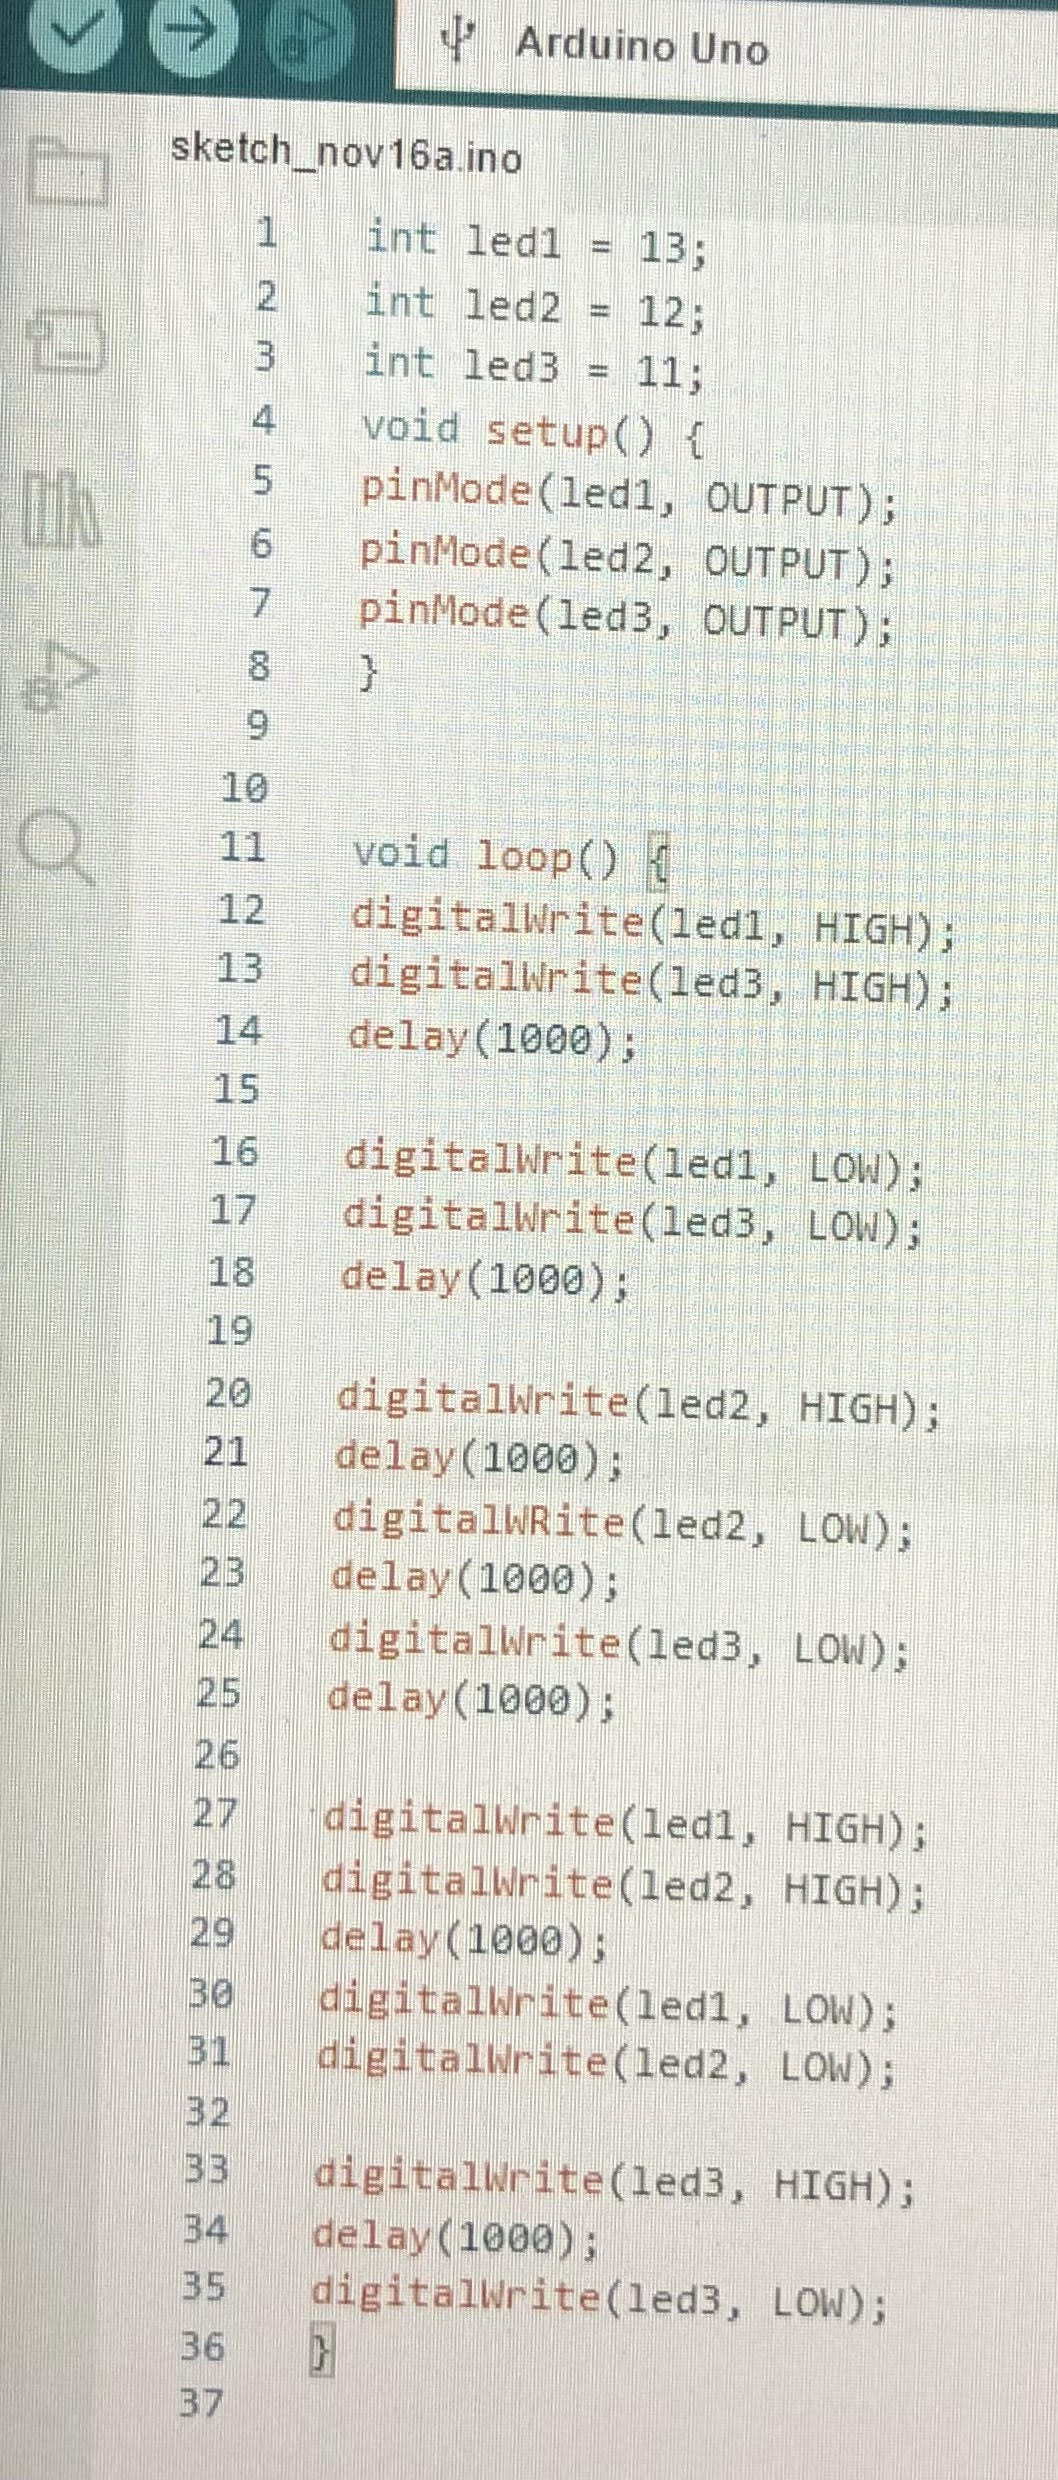 Arduino Uno
sketch_nov16a.ino
1 int led1 = 13;
2 int led2 = 12;
3 int led3 = 11;
4 void setup() {
5 pinMode(led1, OUTPUT);
6 pinMode(led2, OUTPUT);
7 pinMode(led3, OUTPUT);
8 }
9
10
11 void loop() {
12 digitalWrite(led1, HIGH);
13 digitalWrite(led3, HIGH);
14 delay(1000);
15
16 digitalWrite(led1, LOW);
17 digitalWrite(led3, LOW);
18 delay(1000);
19
20 digitalWrite(led2, HIGH);
21 delay(1000);
22 digitalWRite(led2, LOW);
23 delay(1000);
24 digitalWrite(led3, LOW);
25 delay(1000);
26
27 digitalWrite(led1, HIGH);
28 digitalWrite(led2, HIGH);
29 delay(1000);
30 digitalWrite(led1, LOW);
31 digitalWrite(led2, LOW);
32
33 digitalWrite(led3, HIGH);
34 delay(1000);
35 digitalWrite(led3, LOW);
36 }
37